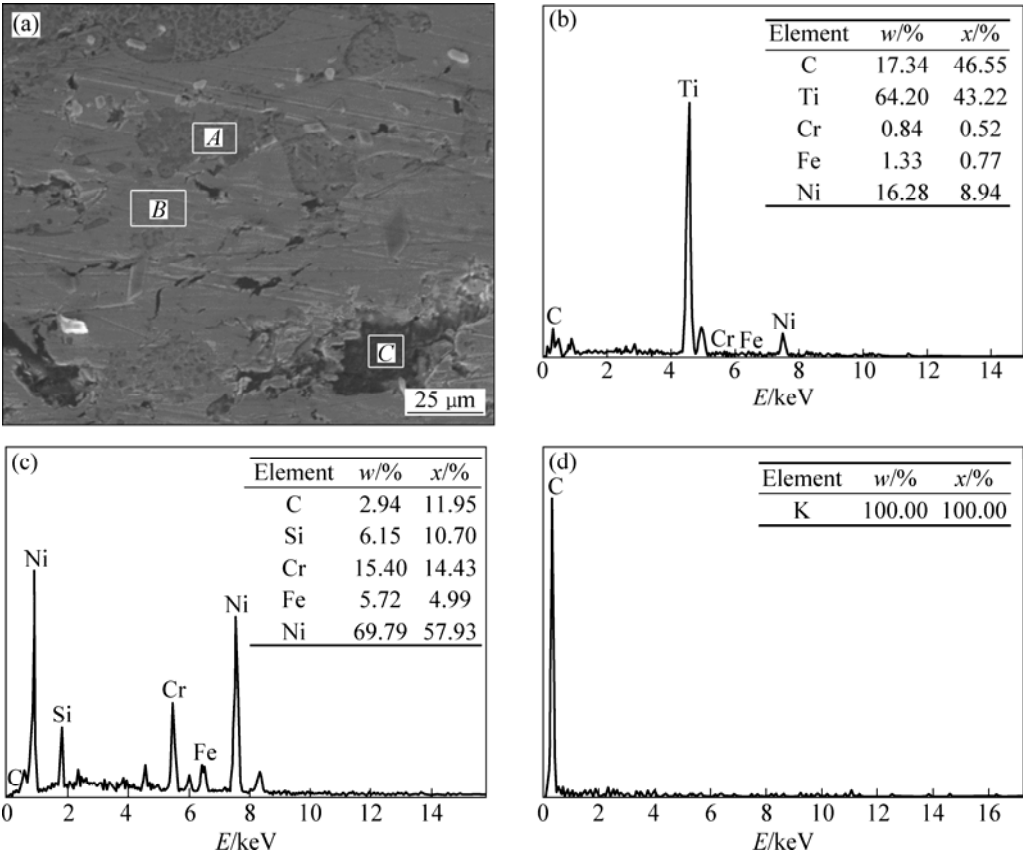 (a)
A
B
C
25 μm
(b)
Element w/% x/%
C 17.34 46.55
Ti 64.20 43.22
Cr 0.84 0.52
Fe 1.33 0.77
Ni 16.28 8.94
Ti
C
Cr Fe
Ni
0 2 4 6 8 10 12 14
E/keV
(c)
Element w/% x/%
C 2.94 11.95
Si 6.15 10.70
Cr 15.40 14.43
Fe 5.72 4.99
Ni 69.79 57.93
Ni
Ni
Cr
Si
Fe
C
0 2 4 6 8 10 12 14
E/keV
(d)
Element w/% x/%
K 100.00 100.00
C
0 2 4 6 8 10 12 14 16
E/keV